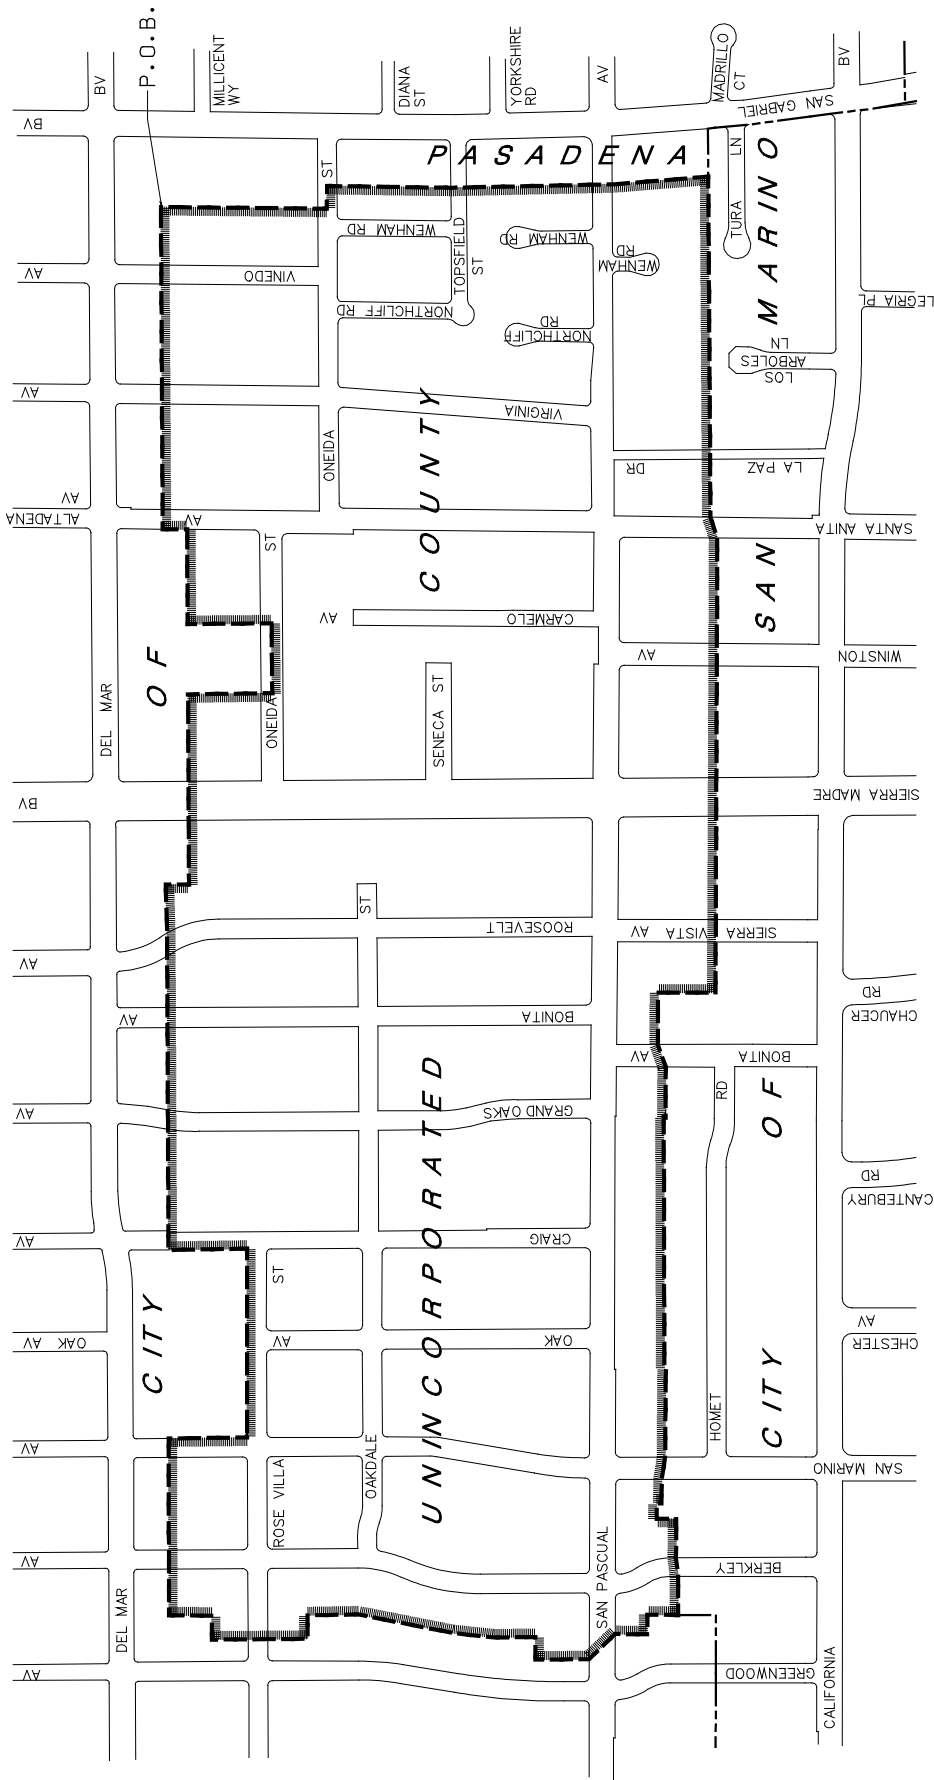 P.O.B.
BV
MILLICENT
WY
DIANA
ST
YORKSHIRE
RD
AV
MADRILLO
CT
BV
SAN GABRIEL
BV
ST
PASADENA
TURA LN
MARINO
WENHAM RD
TOPSFIELD
ST
WENHAM RD
WENHAM
RD
AV
VINEDO
NORTHCLIFF RD
NORTHCLIFF
RD
LEGRIA PL
LOS
ARBOLES
LN
AV
VIRGINIA
ONEIDA
COUNTY
LA PAZ
DR
AV
ALTADENA
AV
ST
SANTA ANITA
SAN
CARMELO
AV
OF
WINSTON
AV
DEL MAR
ONEIDA
SENECA ST
BV
SIERRA MADRE
ST
ROOSEVELT
AV
SIERRA VISTA AV
BONITA
AV
CHAUCER
RD
BONITA
AV
RD
GRAND OAKS
AV
UNINCORPORATED
OF
CANTEBURY
RD
CRAIG
AV
ST
CITY
OAK AV
OAK
AV
CHESTER
AV
CITY
HOMET
AV
SAN MARINO
ROSE VILLA
OAKDALE
AV
BERKLEY
SAN PASCUAL
DEL MAR
AV
GREENWOOD
CALIFORNIA